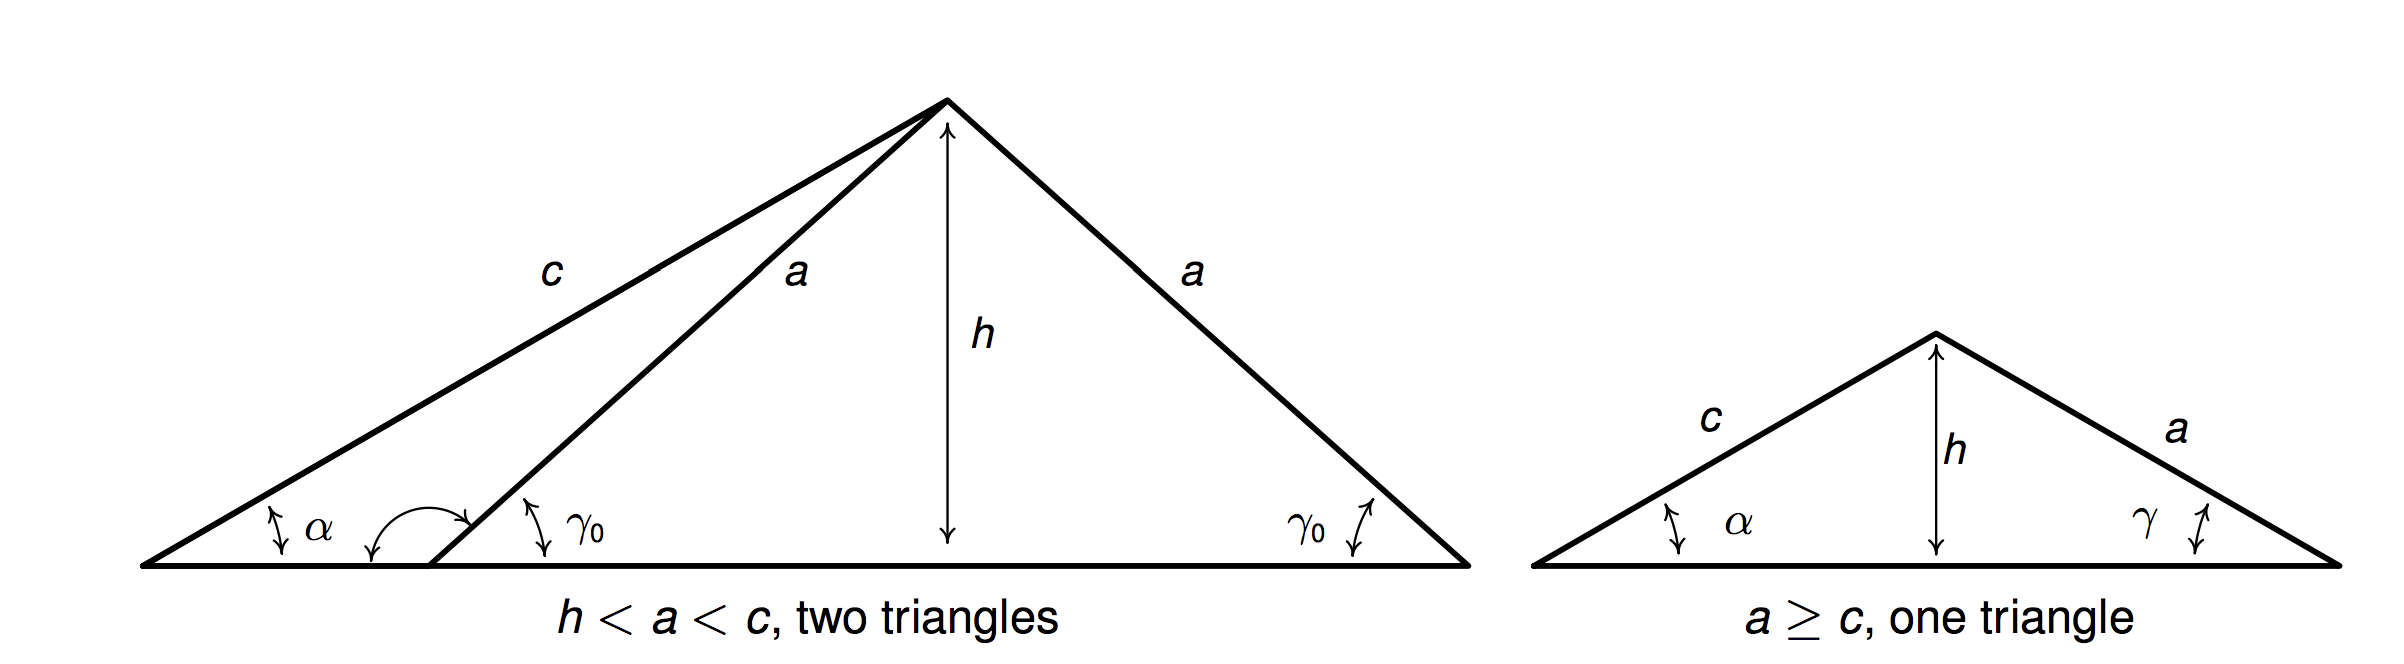 c
a
a
h
c
a
h
α
γ₀
γ₀
α
γ
h < a < c, two triangles
a ≥ c, one triangle